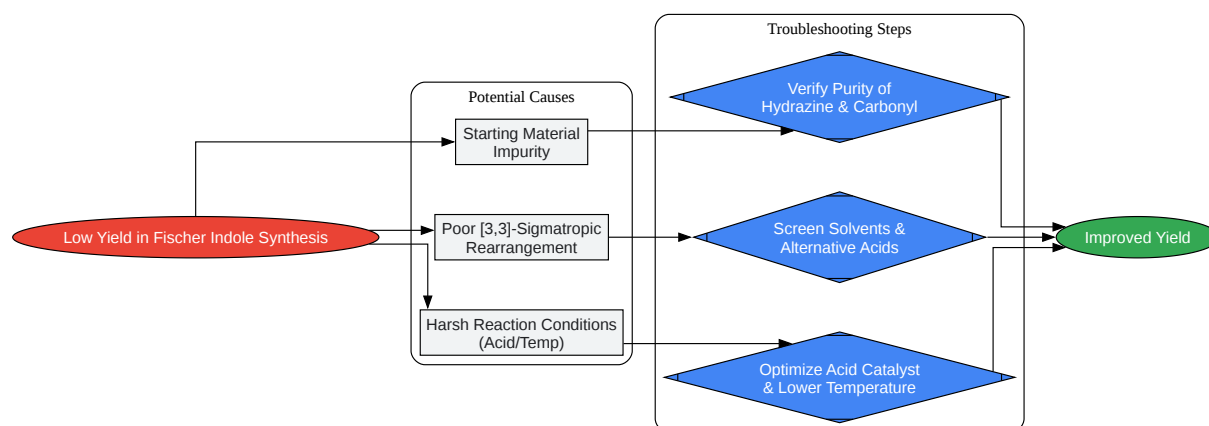 Troubleshooting Steps
Potential Causes
Verify Purity of
Hydrazine & Carbonyl
Starting Material
Impurity
Low Yield in Fischer Indole Synthesis
Poor [3,3]-Sigmatropic
Rearrangement
Screen Solvents &
Alternative Acids
Improved Yield
Harsh Reaction Conditions
(Acid/Temp)
Optimize Acid Catalyst
& Lower Temperature